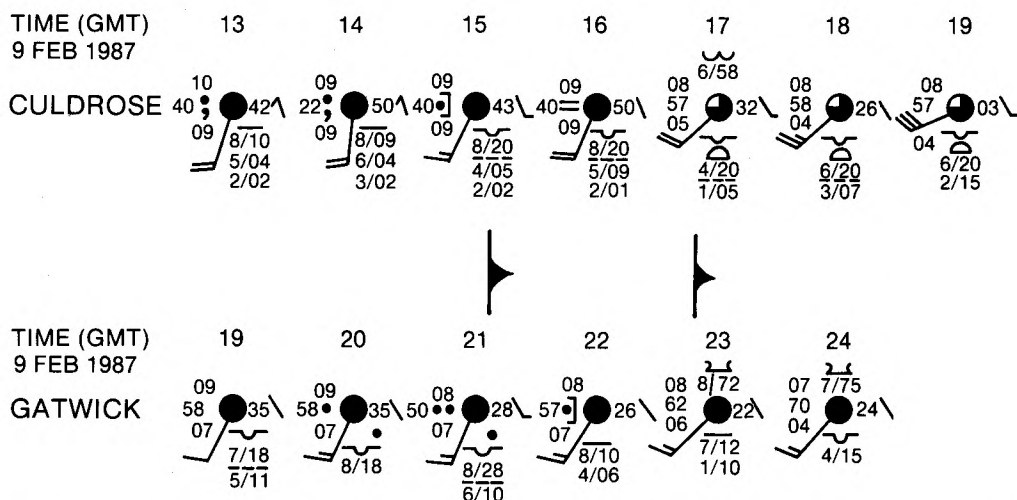 TIME (GMT) 13 14 15 16 17 18 19
9 FEB 1987
6/58
10 09 09 09 08 08 08
CULDROSE 40 42 22 50 40 43 40 50 57 32 58 26 57 03
09 09 09 09 05 04 04
8/10 8/09 8/20 8/20 4/20 6/20 6/20
5/04 6/04 4/05 5/09 1/05 3/07 2/15
2/02 3/02 2/02 2/01
TIME (GMT) 19 20 21 22 23 24
9 FEB 1987
8/72 7/75
09 09 08 08 08 07
GATWICK 58 35 58 35 50 28 57 26 62 22 70 24
07 07 07 07 06 04
7/18 8/18 8/28 8/10 7/12 4/15
5/11 6/10 4/06 1/10